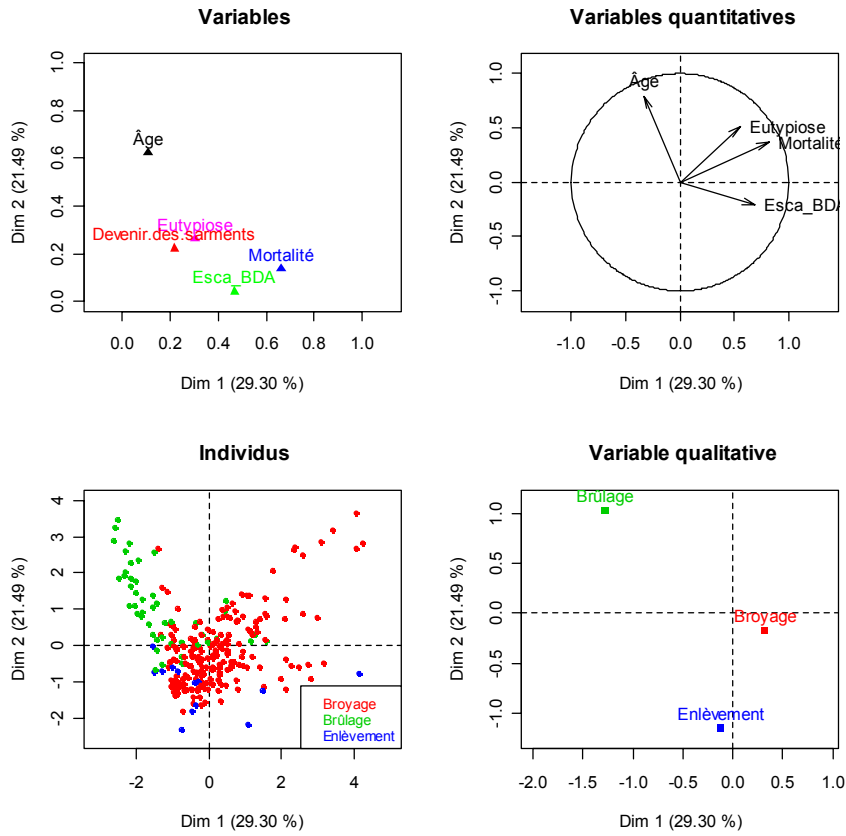 Variables
1.0
0.8
0.6
0.4
0.2
0.0
Dim 2 (21.49 %)
Âge
Eutypiose
Devenir.des.sarments
Mortalité
Esca_BDA
0.0 0.2 0.4 0.6 0.8 1.0
Dim 1 (29.30 %)
Variables quantitatives
1.0
0.5
0.0
-0.5
-1.0
Dim 2 (21.49 %)
Âge
Eutypiose
Mortalité
Esca_BDA
-1.0 -0.5 0.0 0.5 1.0
Dim 1 (29.30 %)
Individus
4
3
2
1
0
-1
-2
Dim 2 (21.49 %)
Broyage
Brûlage
Enlèvement
-2 0 2 4
Dim 1 (29.30 %)
Variable qualitative
1.0
0.5
0.0
-0.5
-1.0
Dim 2 (21.49 %)
Brûlage
Broyage
Enlèvement
-2.0 -1.5 -1.0 -0.5 0.0 0.5 1.0
Dim 1 (29.30 %)